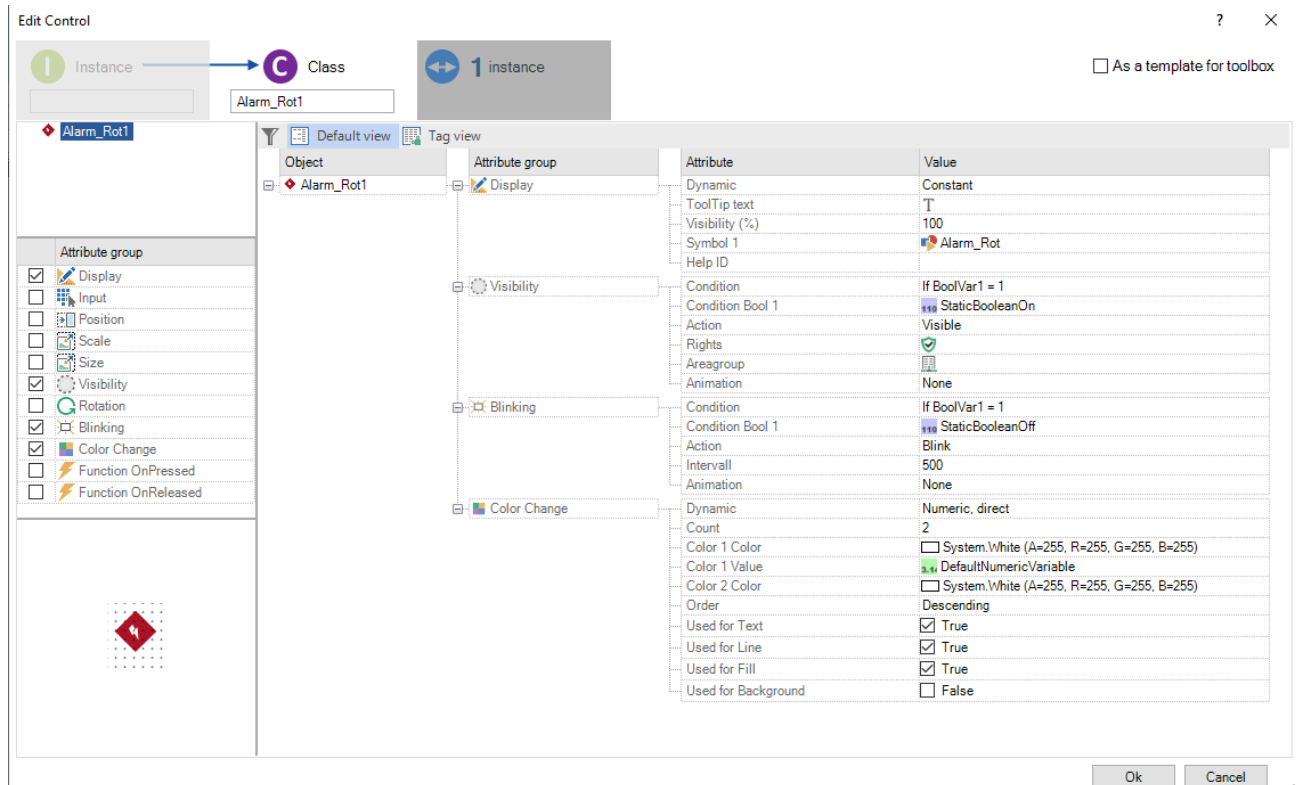 Edit Control
? ×
I Instance C Class 1 instance As a template for toolbox
Alarm_Rot1
Alarm_Rot1
Default view Tag view
Object Attribute group Attribute Value
Alarm_Rot1 Display Dynamic Constant
ToolTip text T
Visibility (%) 100
Symbol 1 Alarm_Rot
Help ID
Visibility Condition If BoolVar1 = 1
Condition Bool 1 110 StaticBooleanOn
Action Visible
Rights
Areagroup
Animation None
Blinking Condition If BoolVar1 = 1
Condition Bool 1 110 StaticBooleanOff
Action Blink
Intervall 500
Animation None
Color Change Dynamic Numeric, direct
Count 2
Color 1 Color System.White (A=255, R=255, G=255, B=255)
Color 1 Value DefaultNumericVariable
Color 2 Color System.White (A=255, R=255, G=255, B=255)
Order Descending
Used for Text True
Used for Line True
Used for Fill True
Used for Background False
Attribute group
Display
Input
Position
Scale
Size
Visibility
Rotation
Blinking
Color Change
Function OnPressed
Function OnReleased
Ok Cancel